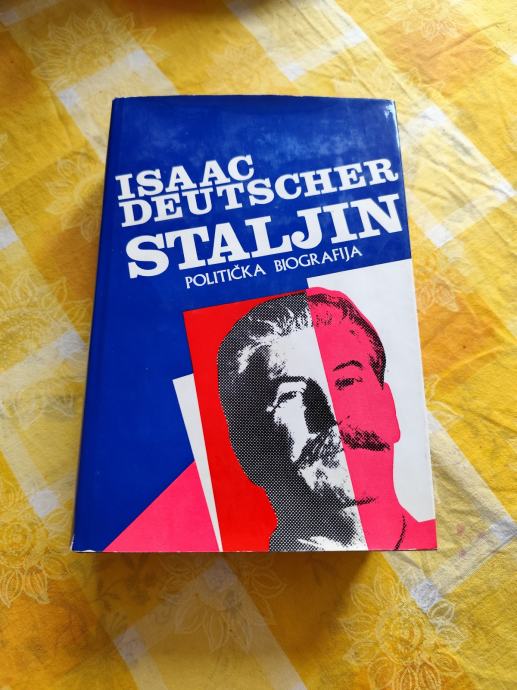 ISAAC
DEUTSCHER
STALJIN
POLITIČKA BIOGRAFIJA